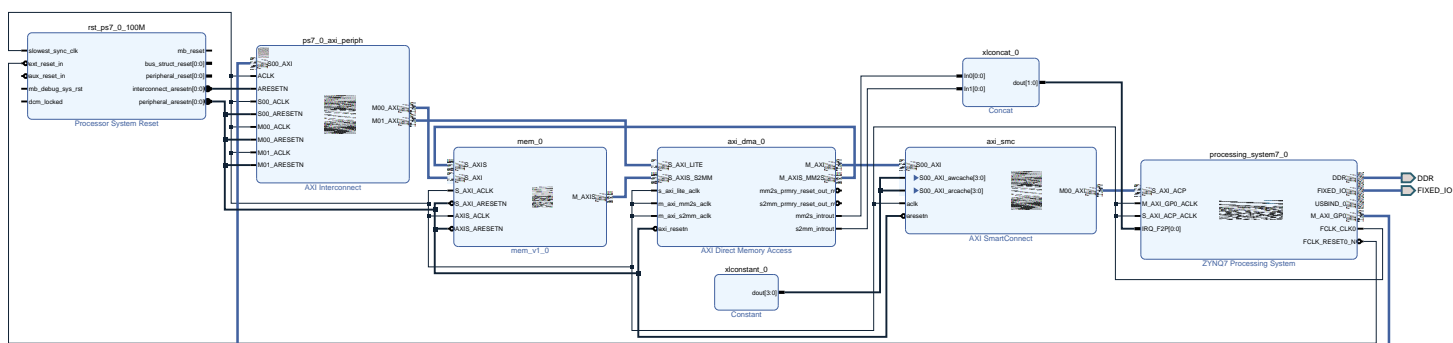 rst_ps7_0_100M
slowest_sync_clk
ext_reset_in
aux_reset_in
mb_debug_sys_rst
dcm_locked
mb_reset
bus_struct_reset[0:0]
peripheral_reset[0:0]
interconnect_aresetn[0:0]
peripheral_aresetn[0:0]
Processor System Reset
ps7_0_axi_periph
S00_AXI
ACLK
ARESETN
S00_ACLK
S00_ARESETN
M00_ACLK
M00_ARESETN
M01_ACLK
M01_ARESETN
M00_AXI
M01_AXI
AXI Interconnect
mem_0
S_AXIS
S_AXI
S_AXI_ACLK
S_AXI_ARESETN
AXIS_ACLK
AXIS_ARESETN
M_AXIS
mem_v1_0
axi_dma_0
S_AXI_LITE
S_AXIS_S2MM
s_axi_lite_aclk
m_axi_mm2s_aclk
m_axi_s2mm_aclk
axi_resetn
M_AXI
M_AXIS_MM2S
mm2s_prmry_reset_out_n
s2mm_prmry_reset_out_n
mm2s_introut
s2mm_introut
AXI Direct Memory Access
xlconstant_0
dout[3:0]
Constant
xlconcat_0
In0[0:0]
In1[0:0]
dout[1:0]
Concat
axi_smc
S00_AXI
S00_AXI_awcache[3:0]
S00_AXI_arcache[3:0]
aclk
aresetn
M00_AXI
AXI SmartConnect
processing_system7_0
S_AXI_ACP
M_AXI_GP0_ACLK
S_AXI_ACP_ACLK
IRQ_F2P[0:0]
DDR
FIXED_IO
USBIND_0
M_AXI_GP0
FCLK_CLK0
FCLK_RESET0_N
ZYNQ7 Processing System
DDR
FIXED_IO